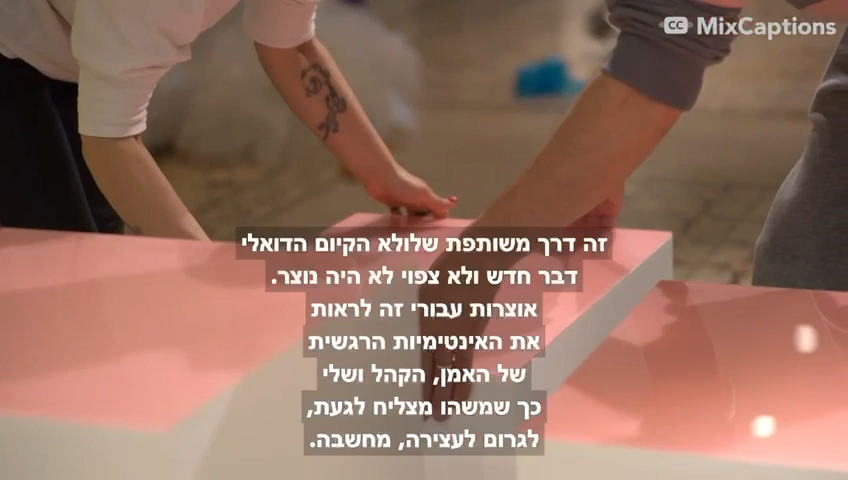 CC MixCaptions
זה דרך משותפת שלולא הקיום הדואלי
דבר חדש ולא צפוי לא היה נוצר.
אוצרות עבורי זה לראות
את האינטימיות הרגשית
של האמן, הקהל ושלי
כך שמשהו מצליח לגעת,
לגרום לעצירה, מחשבה.